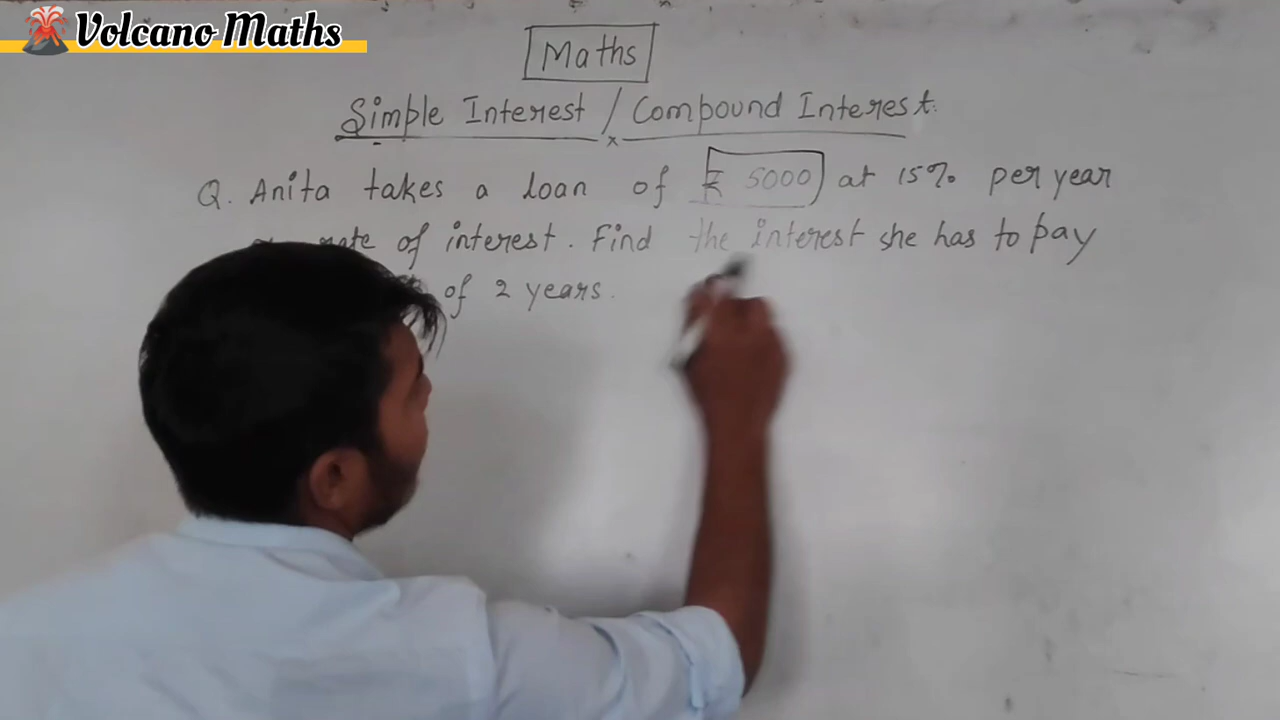 Volcano Maths
Maths
Simple Interest / Compound Interest.
Q. Anita takes a loan of ₹ 5000 at 15% per year
rate of interest. Find the interest she has to pay
of 2 years.